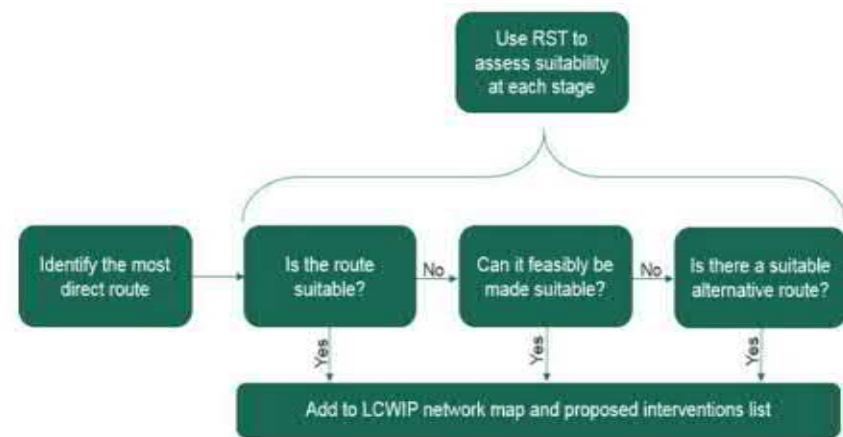 Use RST to
assess suitability
at each stage
Identify the most
direct route
Is the route
suitable?
No
Can it feasibly be
made suitable?
No
Is there a suitable
alternative route?
Yes
Yes
Yes
Add to LCWIP network map and proposed interventions list